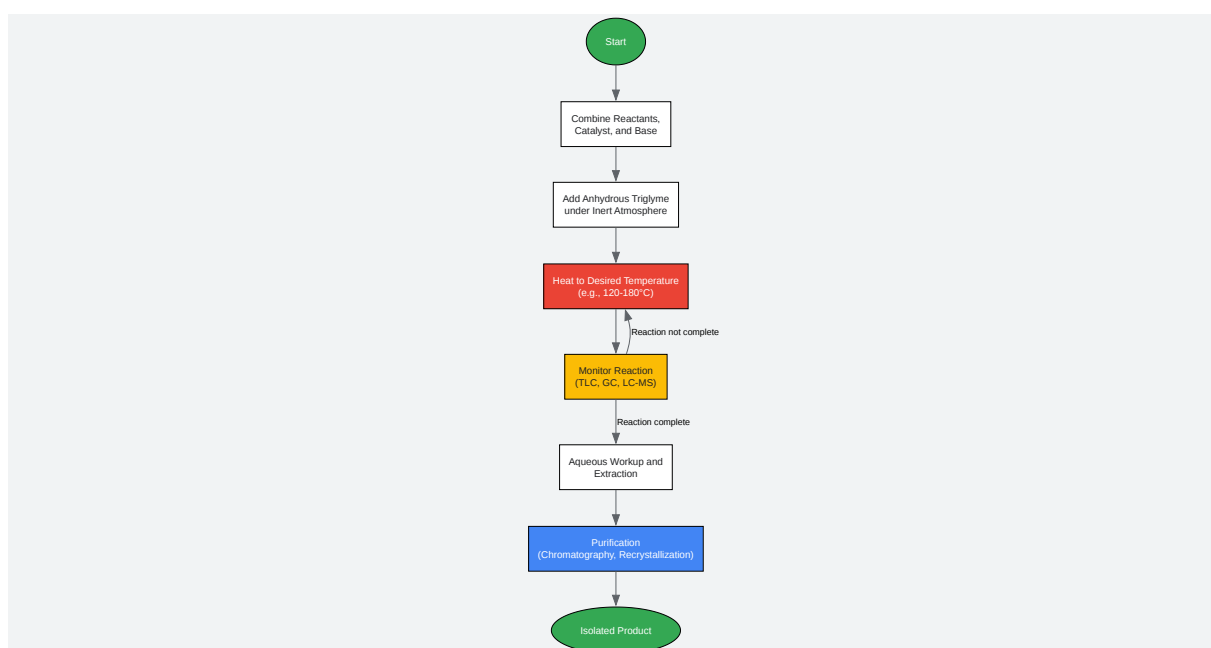 Start
Combine Reactants,
Catalyst, and Base
Add Anhydrous Triglyme
under Inert Atmosphere
Heat to Desired Temperature
(e.g., 120-180°C)
Reaction not complete
Monitor Reaction
(TLC, GC, LC-MS)
Reaction complete
Aqueous Workup and
Extraction
Purification
(Chromatography, Recrystallization)
Isolated Product